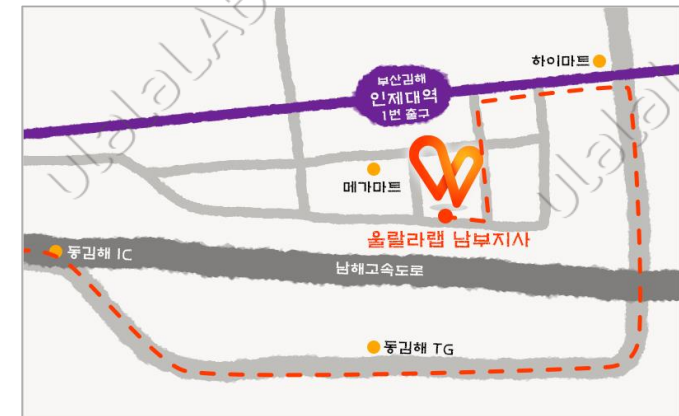 UlalaLAB
하이마트
부산김해
인제대역
1번 출구
메가마트
UlalaLAB
울랄라랩 남부지사
동김해 IC
남해고속도로
동김해 TG